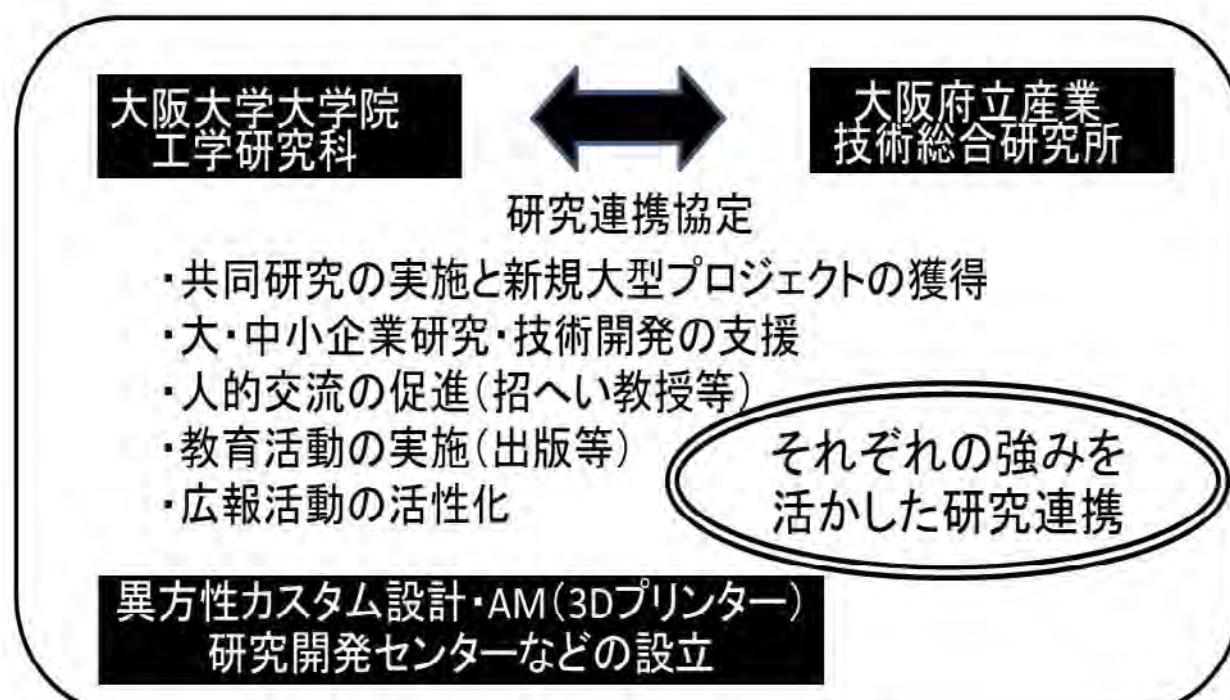 大阪大学大学院
工学研究科
大阪府立産業
技術総合研究所
研究連携協定
・共同研究の実施と新規大型プロジェクトの獲得
・大・中小企業研究・技術開発の支援
・人的交流の促進(招へい教授等)
・教育活動の実施(出版等)
・広報活動の活性化
それぞれの強みを
活かした研究連携
異方性カスタム設計・AM(3Dプリンター)
研究開発センターなどの設立